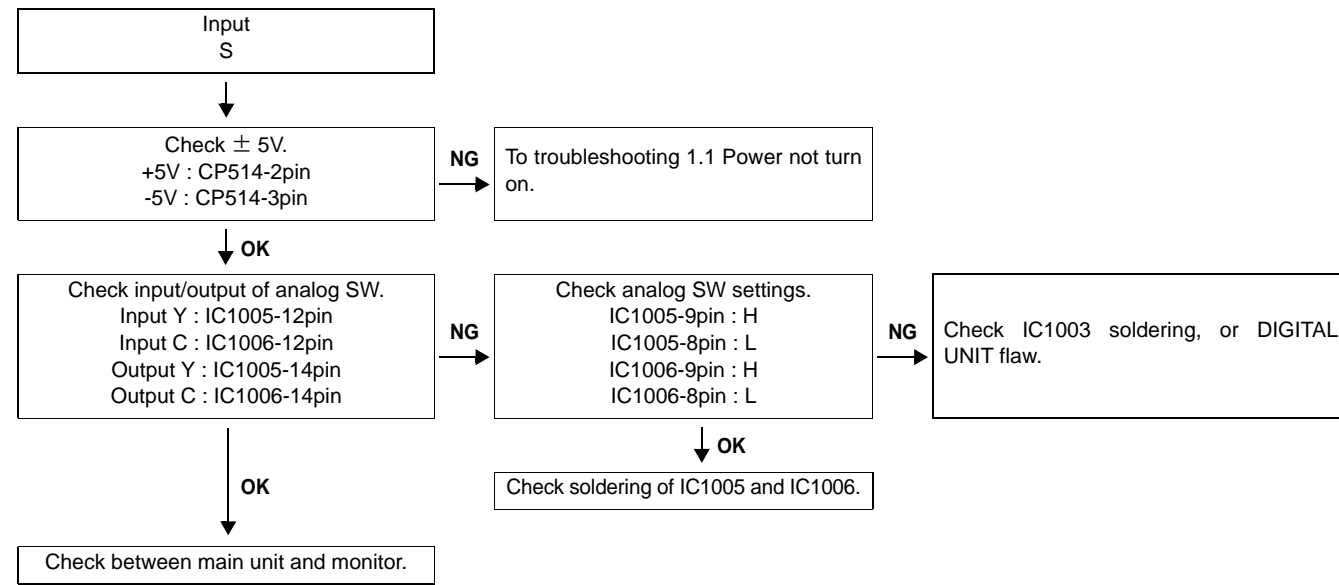 Input
S
Check ± 5V.
+5V : CP514-2pin
-5V : CP514-3pin
NG
To troubleshooting 1.1 Power not turn
on.
OK
Check input/output of analog SW.
Input Y : IC1005-12pin
Input C : IC1006-12pin
Output Y : IC1005-14pin
Output C : IC1006-14pin
NG
Check analog SW settings.
IC1005-9pin : H
IC1005-8pin : L
IC1006-9pin : H
IC1006-8pin : L
NG
Check IC1003 soldering, or DIGITAL
UNIT flaw.
OK
Check soldering of IC1005 and IC1006.
OK
Check between main unit and monitor.